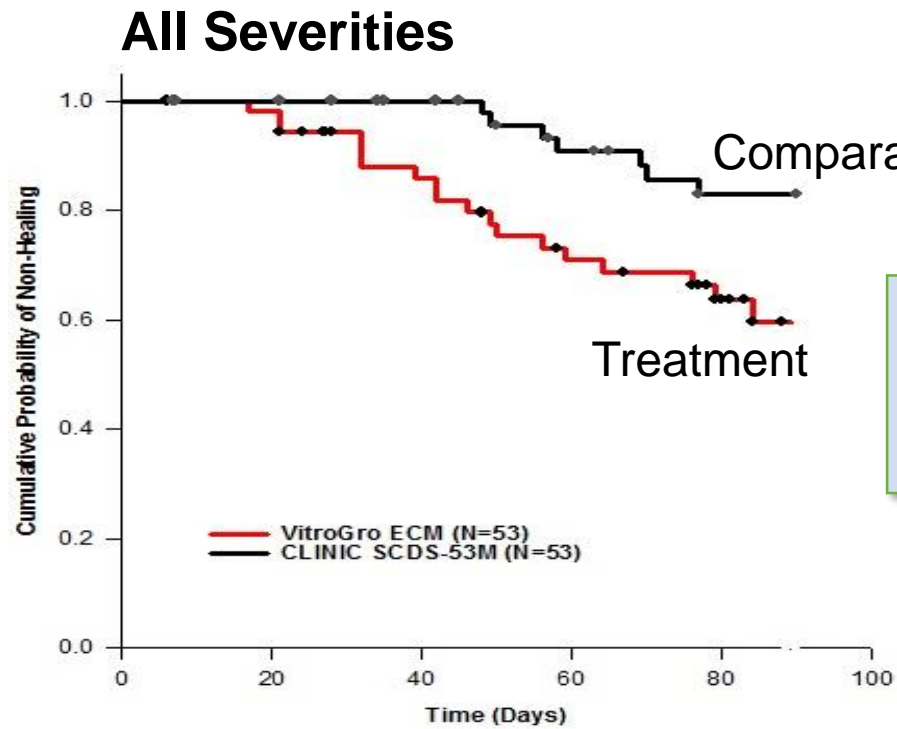 All Severities
Cumulative Probability of Non-Healing
1.0
0.8
0.6
0.4
0.2
0.0
Compara
Treatment
VitroGro ECM (N=53)
CLINIC SCDS-53M (N=53)
0 20 40 60 80 100
Time (Days)